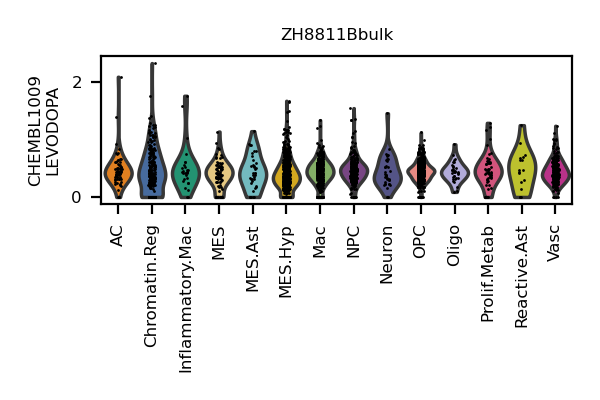 ZH8811Bbulk
CHEMBL1009
LEVODOPA
2
0
AC
Chromatin.Reg
Inflammatory.Mac
MES
MES.Ast
MES.Hyp
Mac
NPC
Neuron
OPC
Oligo
Prolif.Metab
Reactive.Ast
Vasc